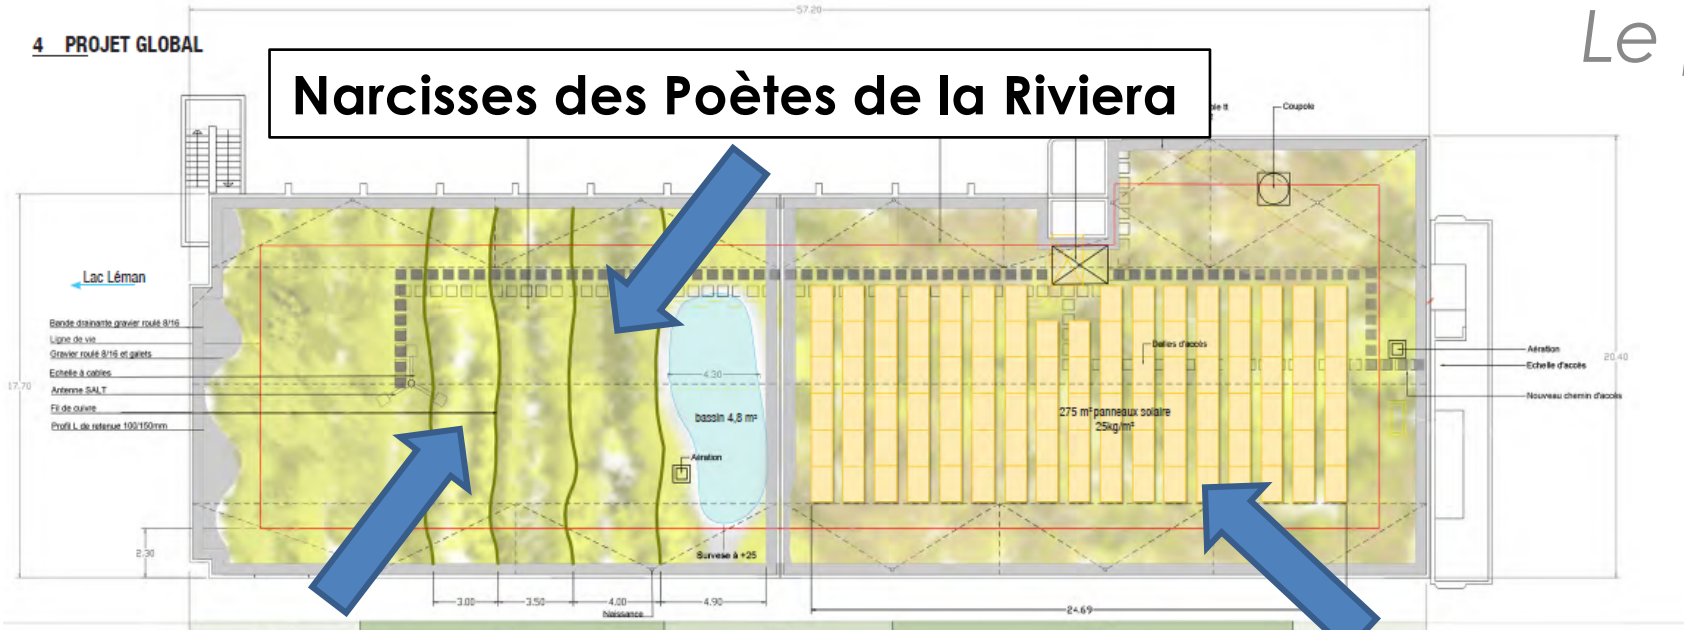 57.20
Le
4 PROJET GLOBAL
Narcisses des Poètes de la Riviera
Coupole
Lac Léman
Bande drainante gravier roulé 8/16
Ligne de vie
Gravier roulé 8/16 et galets
Echelle à cables
Antenne SALT
Fil de cuivre
Profil L de retenue 100/150mm
17.70
2.30
4.30
bassin 4,8 m²
Aération
Survese à +25
Dalles d'accès
275 m² panneaux solaire
25kg/m²
Aération
Echelle d'accès
Nouveau chemin d'accès
20.40
3.00
3.50
4.00
4.90
Naissance
24.69